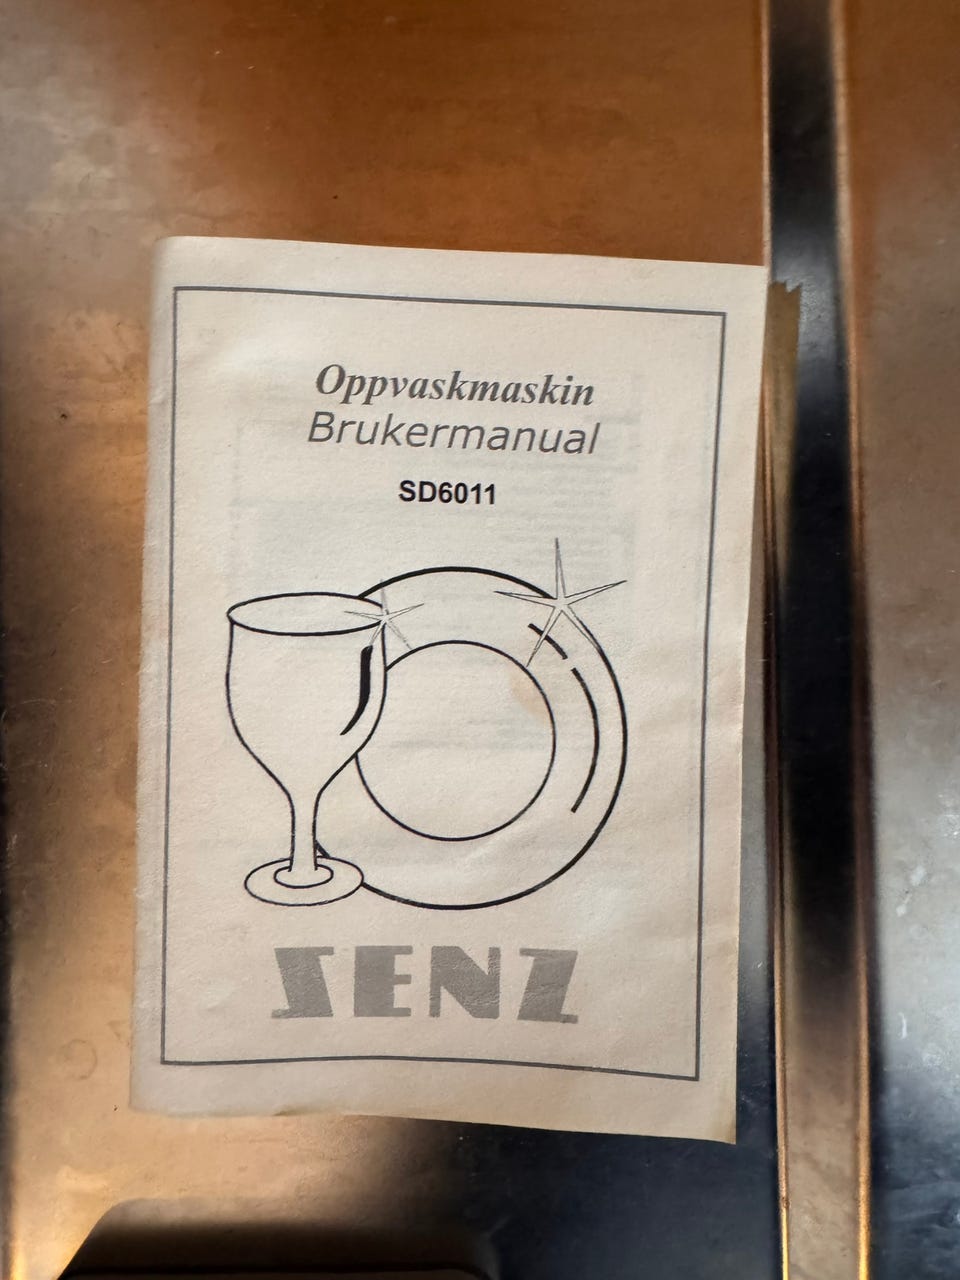 Oppvaskmaskin
Brukermanual
SD6011
SENZ